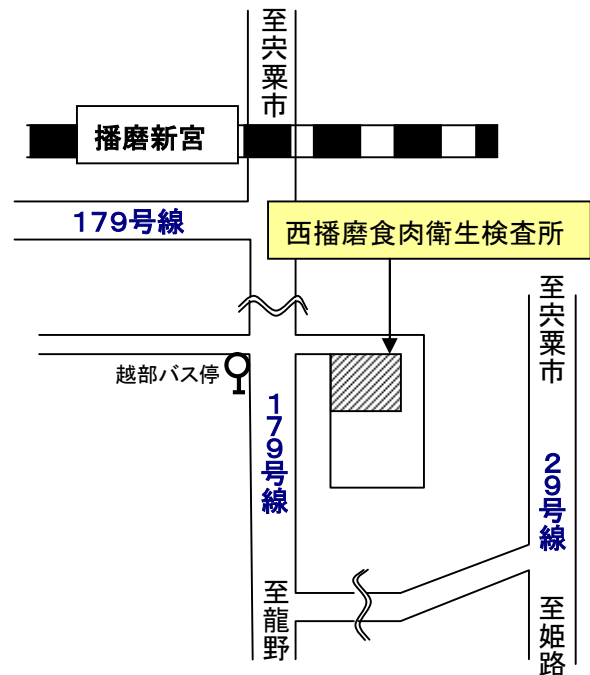 至宍粟市
播磨新宮
179号線
西播磨食肉衛生検査所
至宍粟市
越部バス停
179号線
29号線
至龍野
至姫路